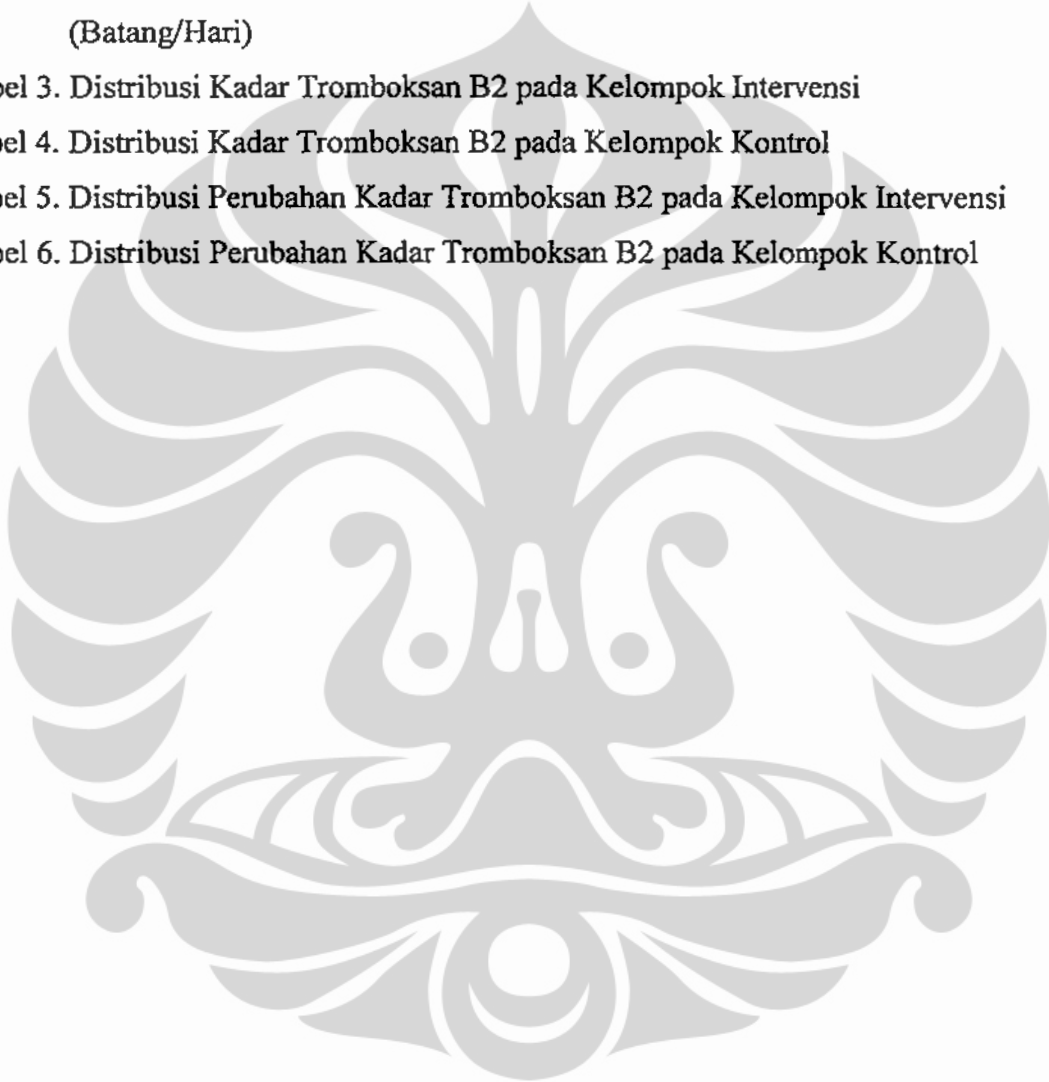 (Batang/Hari)
bel 3. Distribusi Kadar Tromboksan B2 pada Kelompok Intervensi
bel 4. Distribusi Kadar Tromboksan B2 pada Kelompok Kontrol
bel 5. Distribusi Perubahan Kadar Tromboksan B2 pada Kelompok Intervensi
bel 6. Distribusi Perubahan Kadar Tromboksan B2 pada Kelompok Kontrol